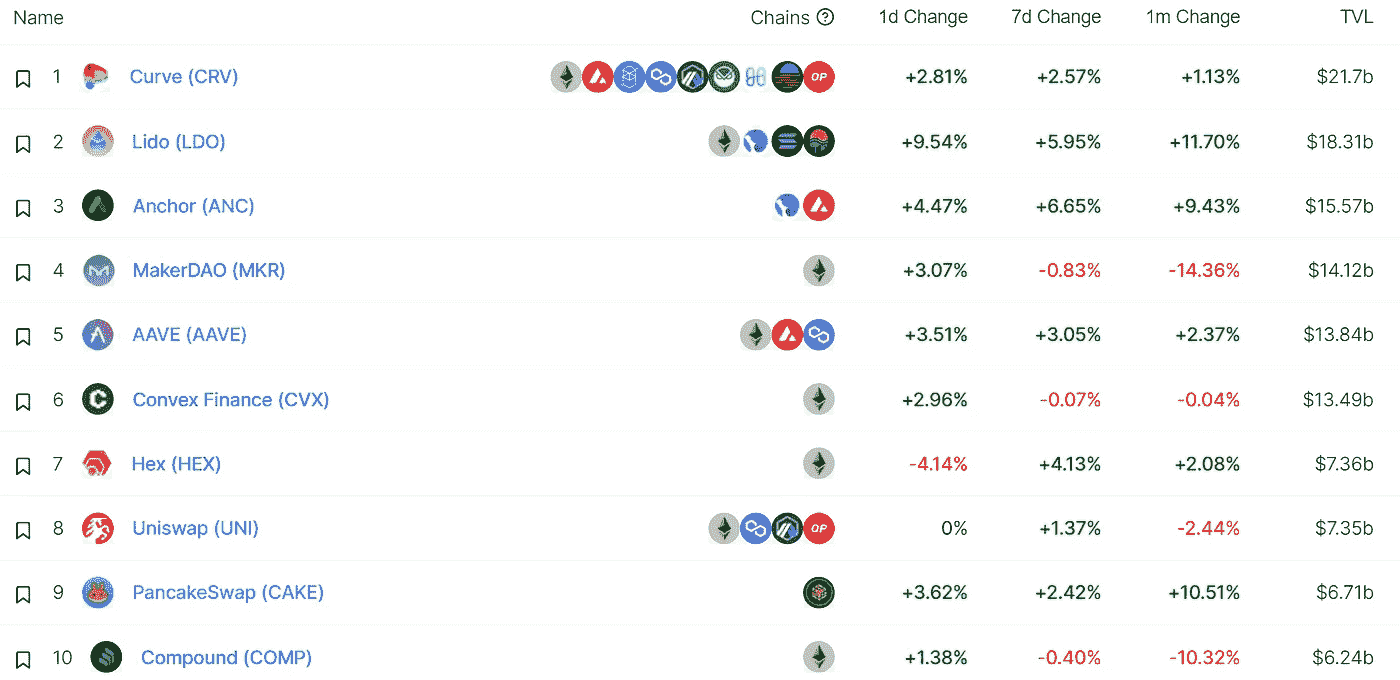 Name Chains ? 1d Change 7d Change 1m Change TVL
1 Curve (CRV) OP +2.81% +2.57% +1.13% $21.7b
2 Lido (LDO) +9.54% +5.95% +11.70% $18.31b
3 Anchor (ANC) +4.47% +6.65% +9.43% $15.57b
4 MakerDAO (MKR) +3.07% -0.83% -14.36% $14.12b
5 AAVE (AAVE) +3.51% +3.05% +2.37% $13.84b
6 Convex Finance (CVX) +2.96% -0.07% -0.04% $13.49b
7 Hex (HEX) -4.14% +4.13% +2.08% $7.36b
8 Uniswap (UNI) OP 0% +1.37% -2.44% $7.35b
9 PancakeSwap (CAKE) +3.62% +2.42% +10.51% $6.71b
10 Compound (COMP) +1.38% -0.40% -10.32% $6.24b